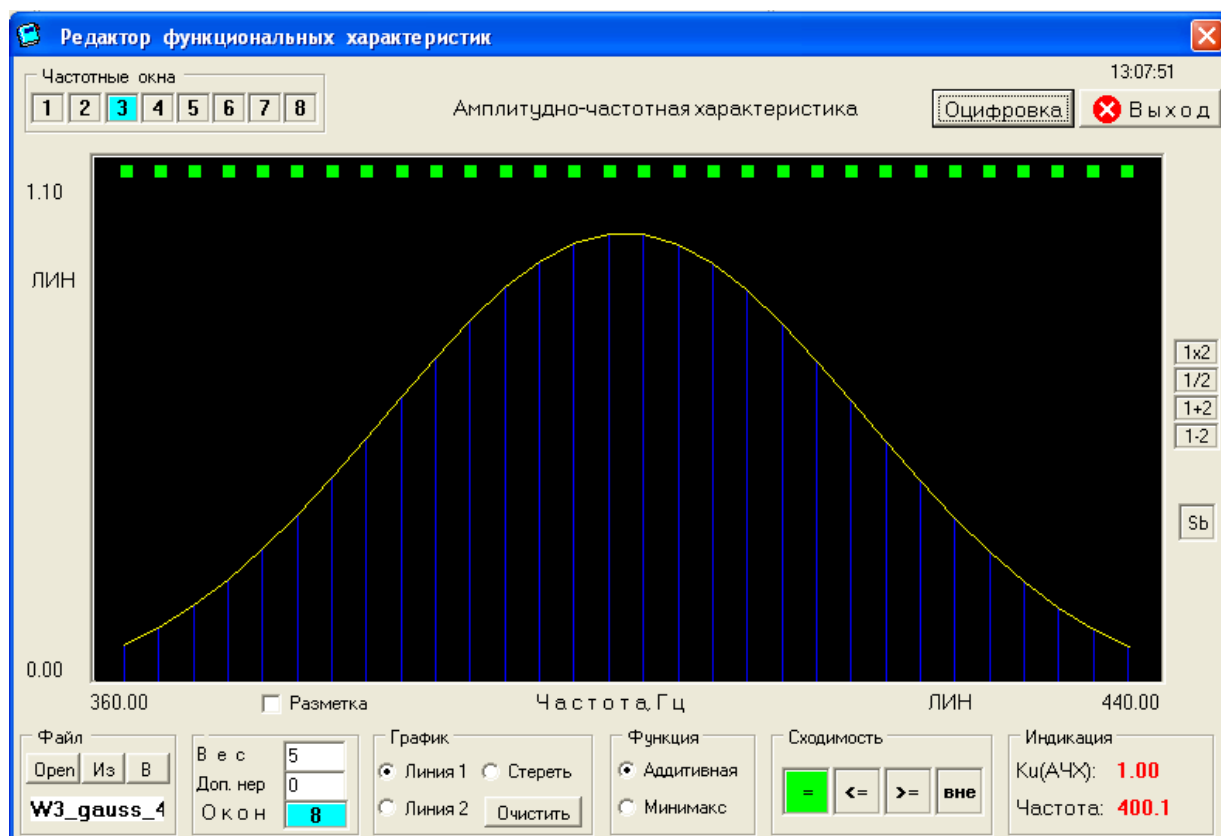 Редактор функциональных характеристик
13:07:51
Частотные окна
1 2 3 4 5 6 7 8
Амплитудно-частотная характеристика
Оцифровка
Выход
1.10
ЛИН
1x2
1/2
1+2
1-2
Sb
0.00
360.00
Разметка
Частота,Гц
ЛИН
440.00
Файл
Open Из В
W3_gauss_4
Вес 5
Доп. нер 0
Окон 8
График
Линия 1 Стереть
Линия 2 Очистить
Функция
Аддитивная
Минимакс
Сходимость
= <= >= вне
Индикация
Ku(АЧХ): 1.00
Частота: 400.1